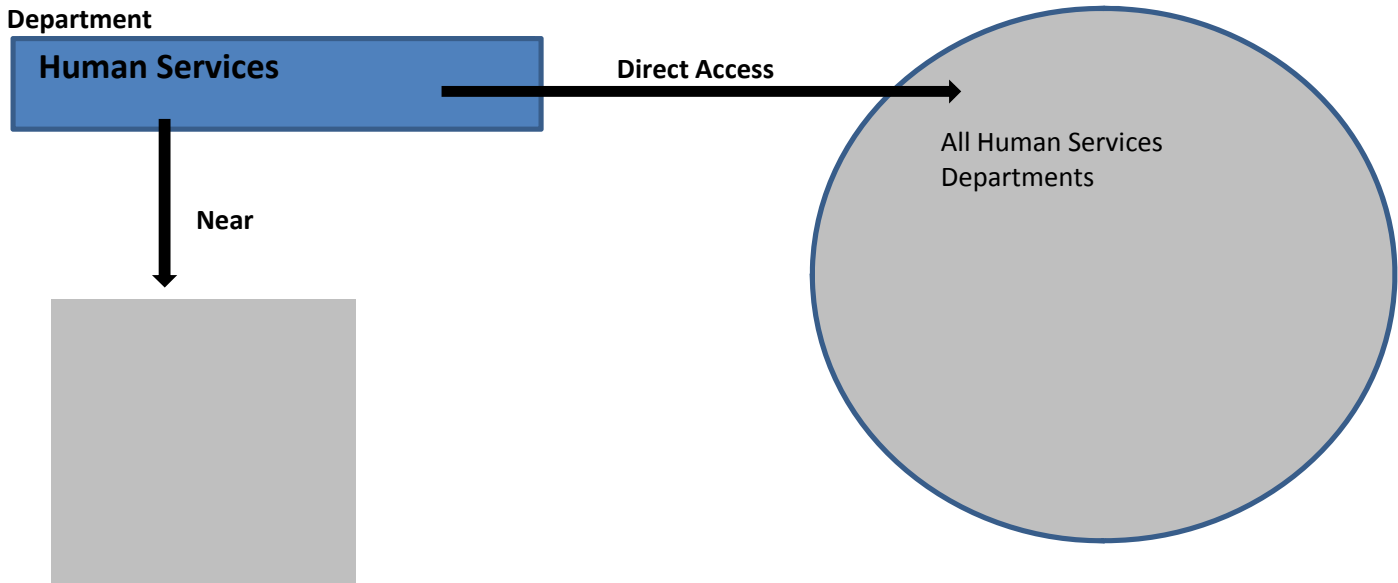 Department
Human Services
Direct Access
All Human Services
Departments
Near